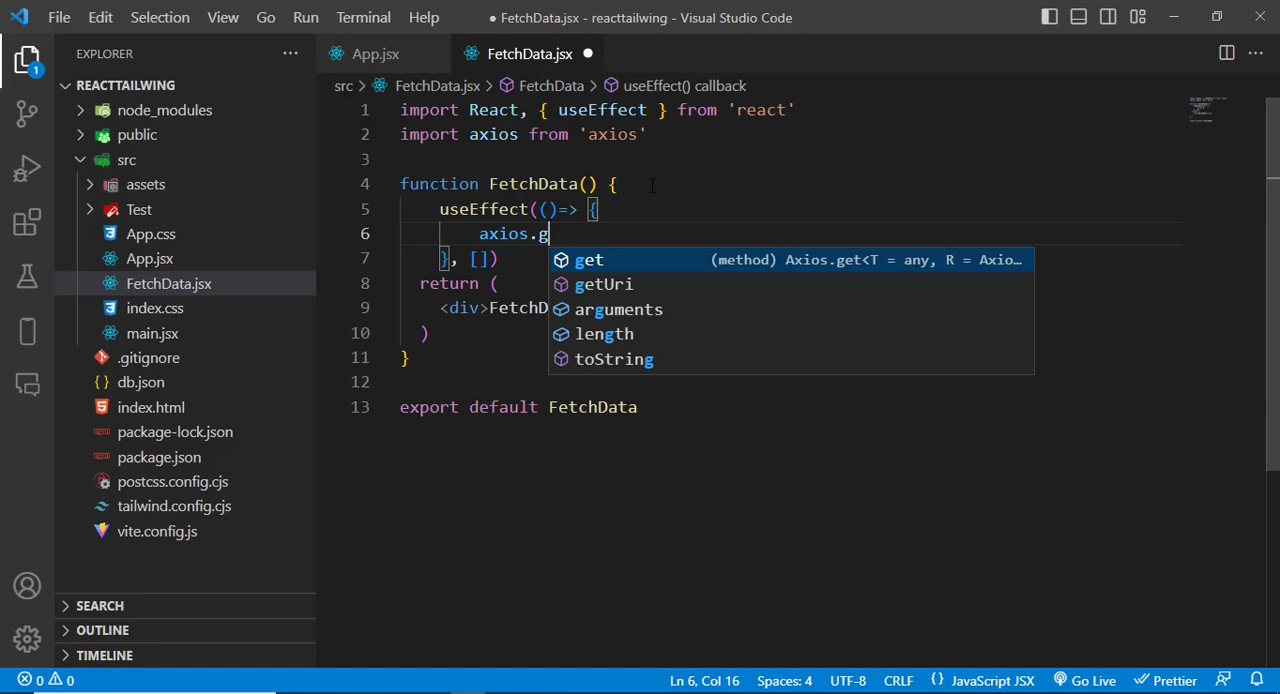 File Edit Selection View Go Run Terminal Help ● FetchData.jsx - reacttailwing - Visual Studio Code
EXPLORER
App.jsx FetchData.jsx
REACTTAILWING
node_modules
public
src
assets
Test
App.css
App.jsx
FetchData.jsx
index.css
main.jsx
.gitignore
db.json
index.html
package-lock.json
package.json
postcss.config.cjs
tailwind.config.cjs
vite.config.js
SEARCH
OUTLINE
TIMELINE
1
src > FetchData.jsx > FetchData > useEffect() callback
1 import React, { useEffect } from 'react'
2 import axios from 'axios'
3
4 function FetchData() {
5 useEffect(()=> {
6 axios.g
7 }, [])
8 return (
9 <div>FetchD
10 )
11 }
12
13 export default FetchData
get (method) Axios.get<T = any, R = Axio…
getUri
arguments
length
toString
0 0 Ln 6, Col 16 Spaces: 4 UTF-8 CRLF {} JavaScript JSX Go Live Prettier